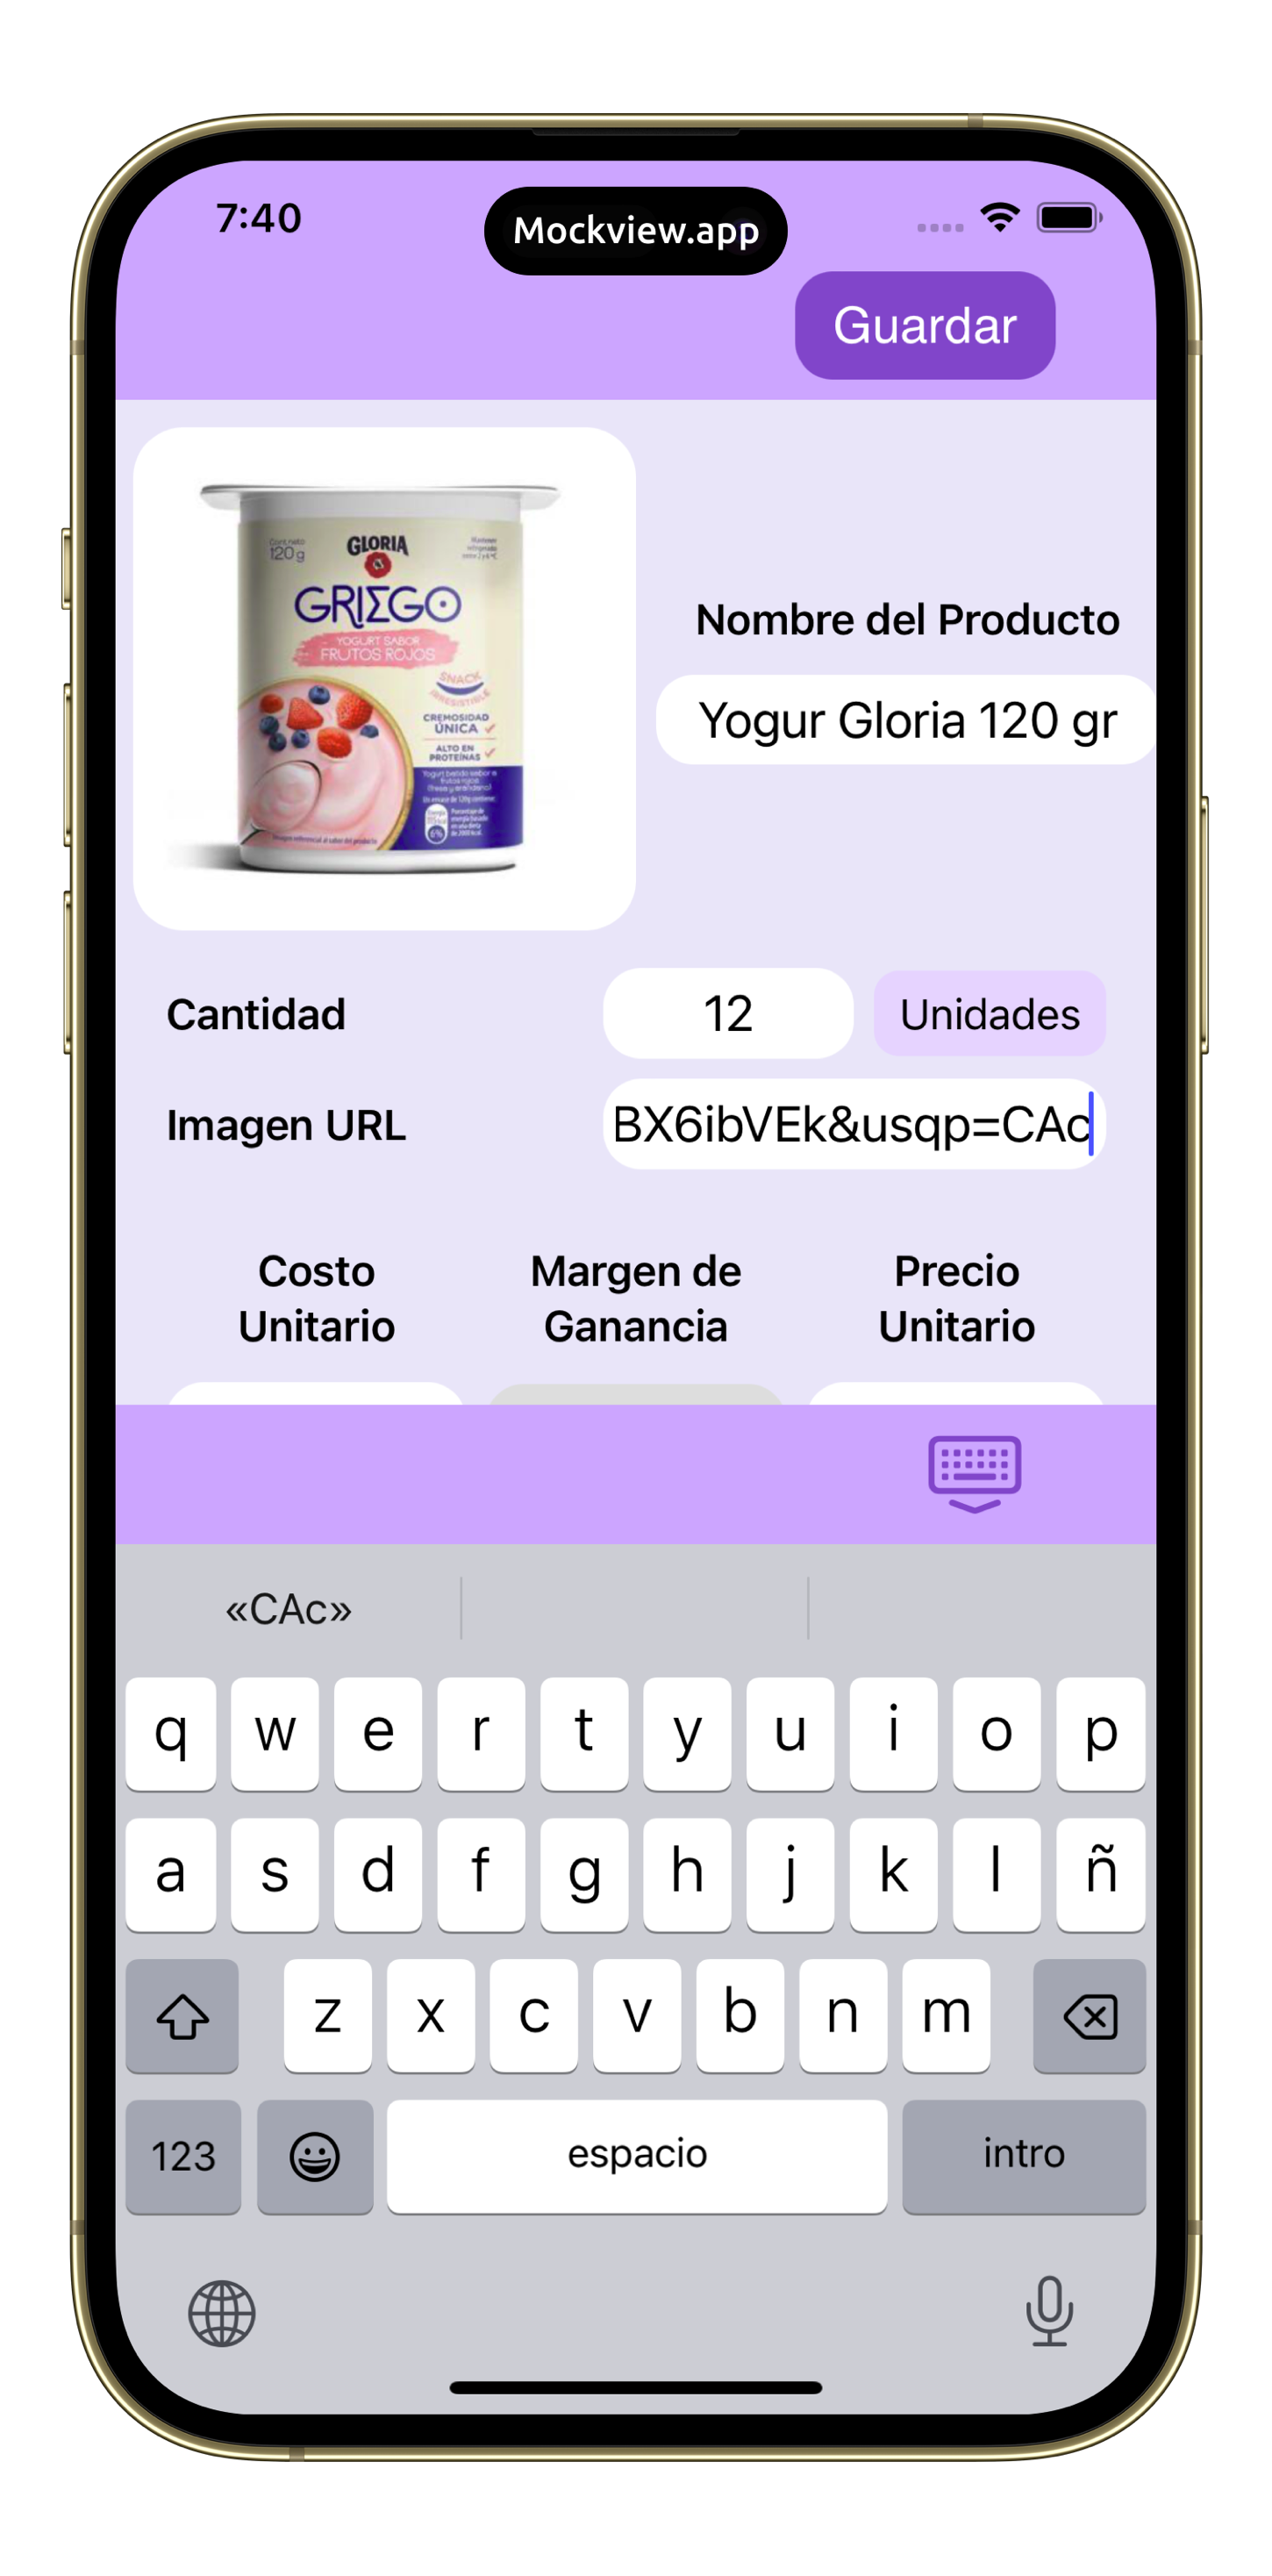 7:40
Mockview.app
Guardar
Cont. neto
120 g
GLORIA
GRIEGO
YOGURT SABOR
FRUTOS ROJOS
SNACK
IRRESISTIBLE
CREMOSIDAD
ÚNICA
ALTO EN
PROTEÍNAS
6%
Nombre del Producto
Yogur Gloria 120 gr
Cantidad
12
Unidades
Imagen URL
BX6ibVEk&usqp=CAc
Costo
Unitario
Margen de
Ganancia
Precio
Unitario
«CAc»
q w e r t y u i o p
a s d f g h j k l ñ
z x c v b n m
123
espacio
intro